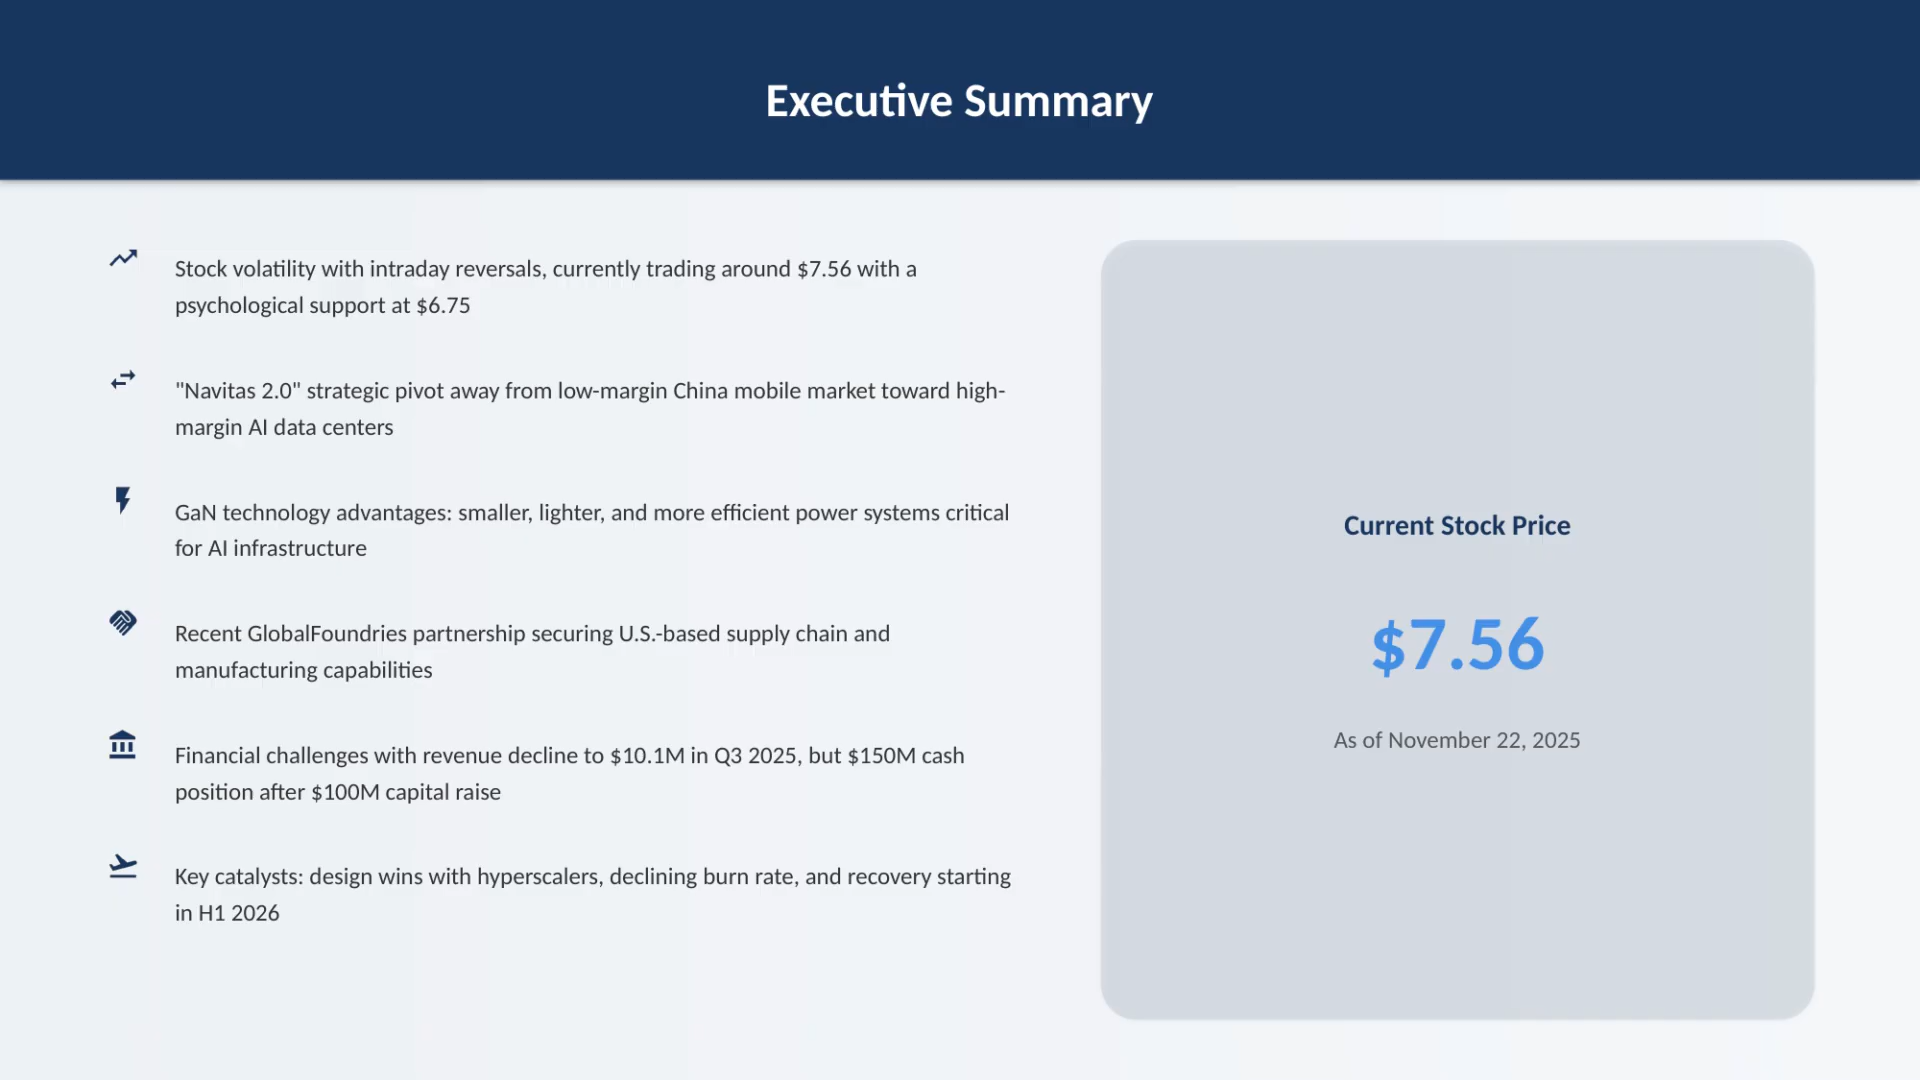 Executive Summary
Stock volatility with intraday reversals, currently trading around $7.56 with a
psychological support at $6.75
"Navitas 2.0" strategic pivot away from low-margin China mobile market toward high-
margin AI data centers
GaN technology advantages: smaller, lighter, and more efficient power systems critical
for AI infrastructure
Recent GlobalFoundries partnership securing U.S.-based supply chain and
manufacturing capabilities
Financial challenges with revenue decline to $10.1M in Q3 2025, but $150M cash
position after $100M capital raise
Key catalysts: design wins with hyperscalers, declining burn rate, and recovery starting
in H1 2026
Current Stock Price
$7.56
As of November 22, 2025